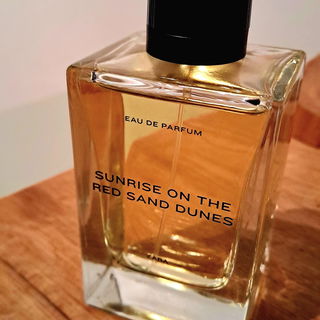 EAU DE PARFUM
SUNRISE ON THE
RED SAND DUNES
ZARA